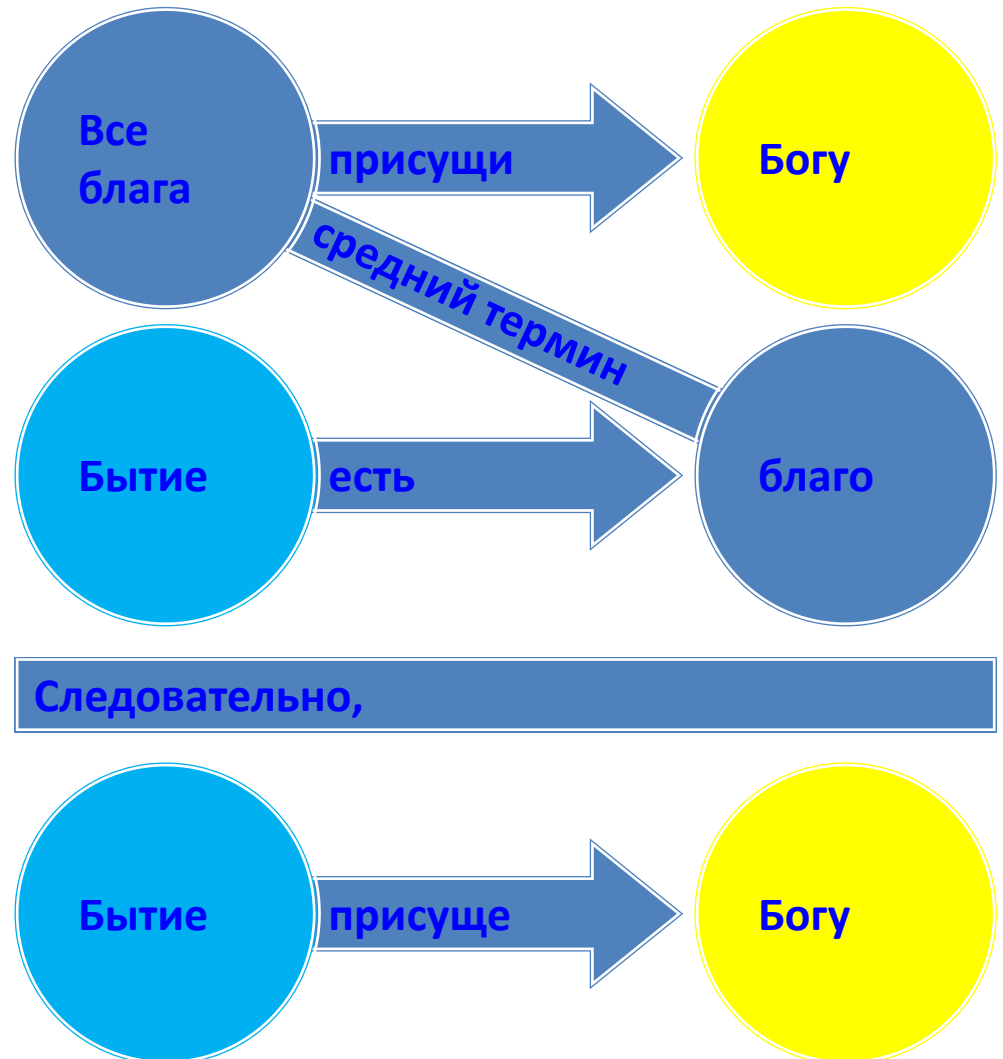 Все
блага
присущи
Богу
средний термин
Бытие
есть
благо
Следовательно,
Бытие
присуще
Богу